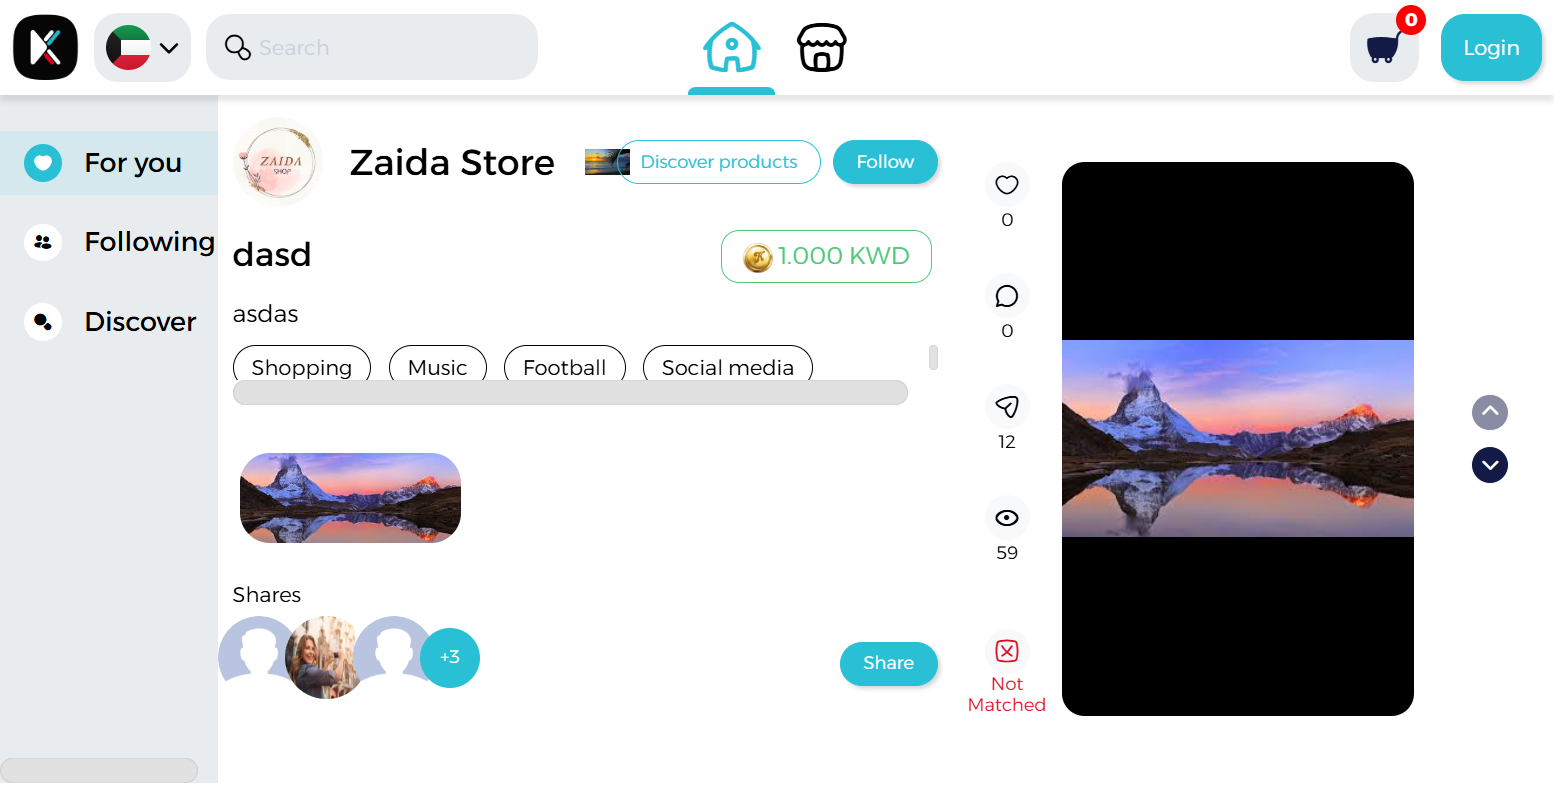 Search
0
Login
For you
Following
Discover
ZAIDA
SHOP
Zaida Store
Discover products
Follow
dasd
1.000 KWD
asdas
Shopping
Music
Football
Social media
Shares
+3
Share
0
0
12
59
Not
Matched